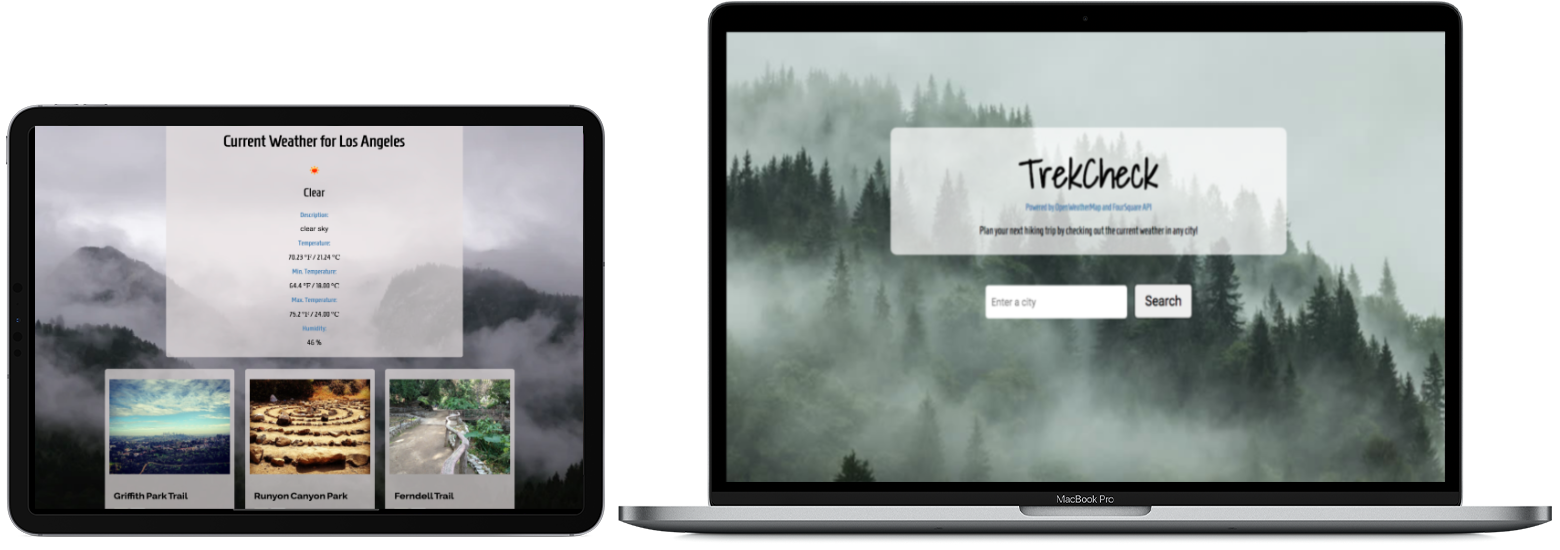 Current Weather for Los Angeles
Clear
Description:
clear sky
Temperature:
70.23 °F / 21.24 °C
Min. Temperature:
64.4 °F / 18.00 °C
Max. Temperature:
75.2 °F / 24.00 °C
Humidity:
46 %
Griffith Park Trail
Runyon Canyon Park
Ferndell Trail
TrekCheck
Powered by OpenWeatherMap and FourSquare API
Plan your next hiking trip by checking out the current weather in any city!
Enter a city
Search
MacBook Pro